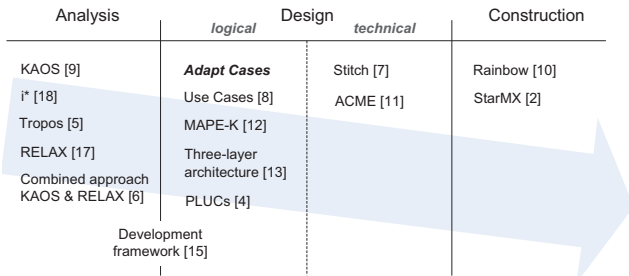 Analysis
Design
Construction
logical
technical
KAOS [9]
i* [18]
Tropos [5]
RELAX [17]
Combined approach
KAOS & RELAX [6]
Adapt Cases
Use Cases [8]
MAPE-K [12]
Three-layer
architecture [13]
PLUCs [4]
Development
framework [15]
Stitch [7]
ACME [11]
Rainbow [10]
StarMX [2]